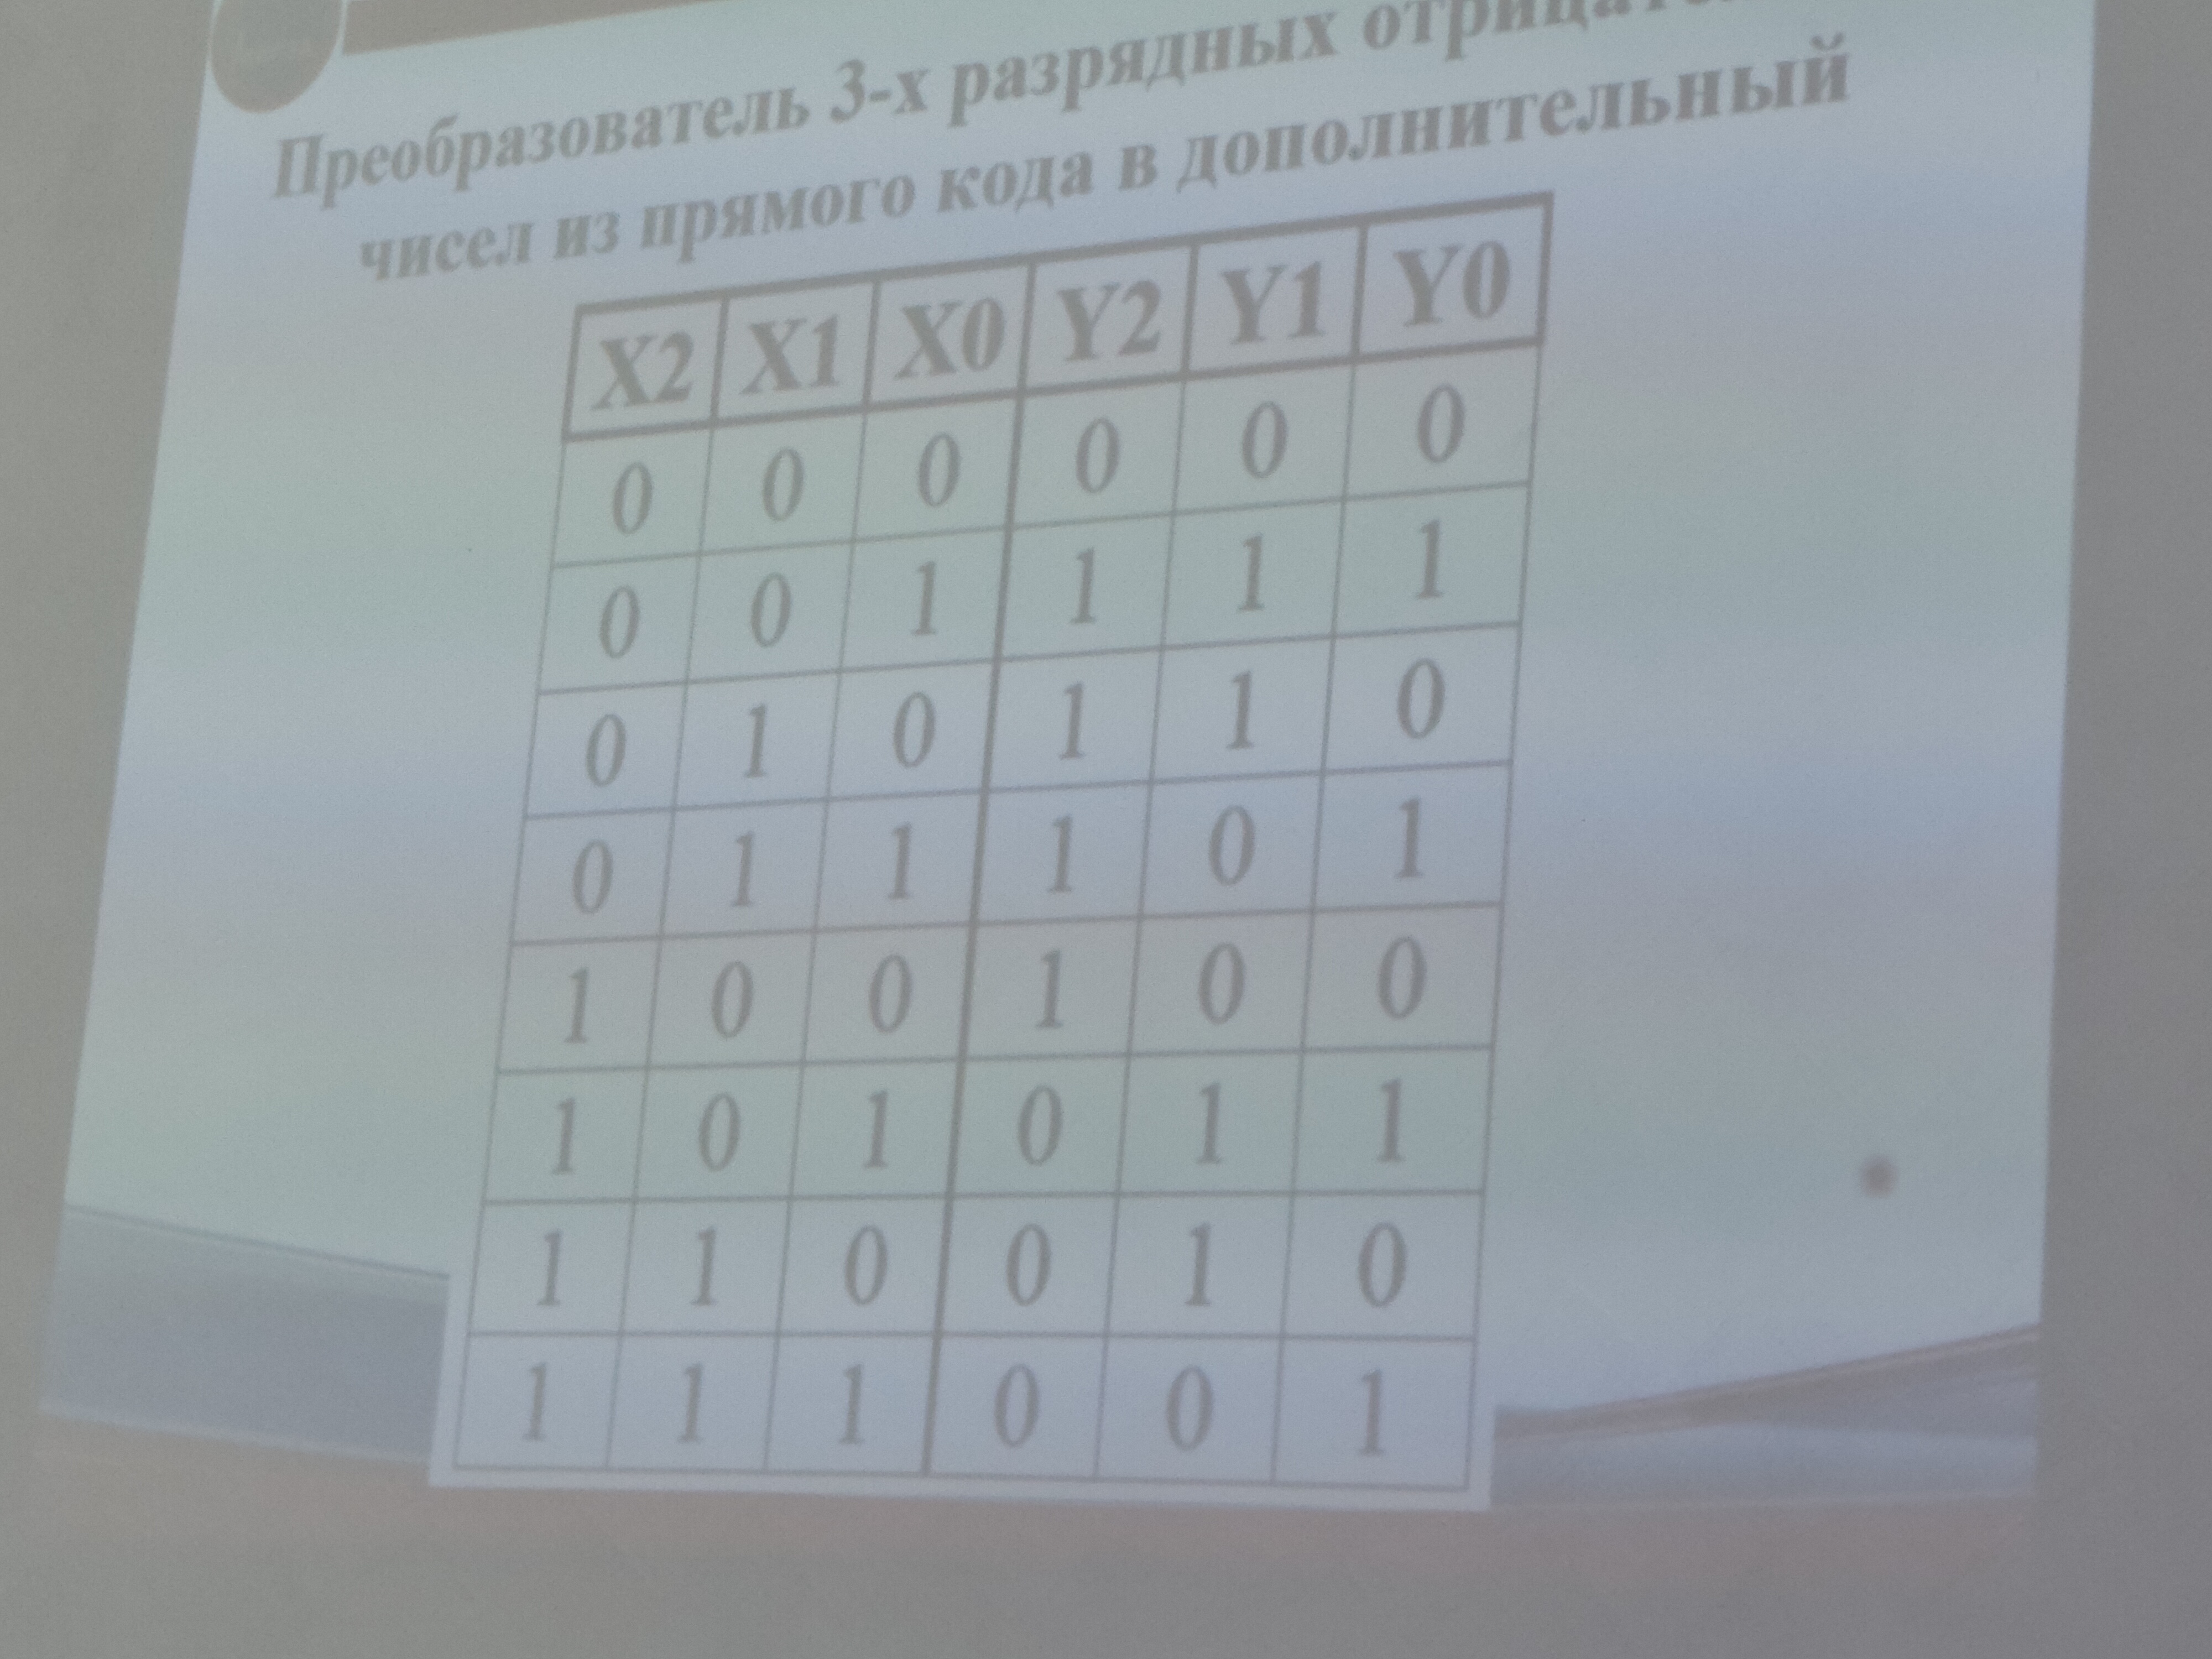 Преобразователь 3-х разрядных
чисел из прямого кода в дополнительный
X2 X1 X0 Y2 Y1 Y0
0 0 0 0 0 0
0 0 1 1 1 1
0 1 0 1 1 0
0 1 1 1 0 1
1 0 0 1 0 0
1 0 1 0 1 1
1 1 0 0 1 0
1 1 1 0 0 1